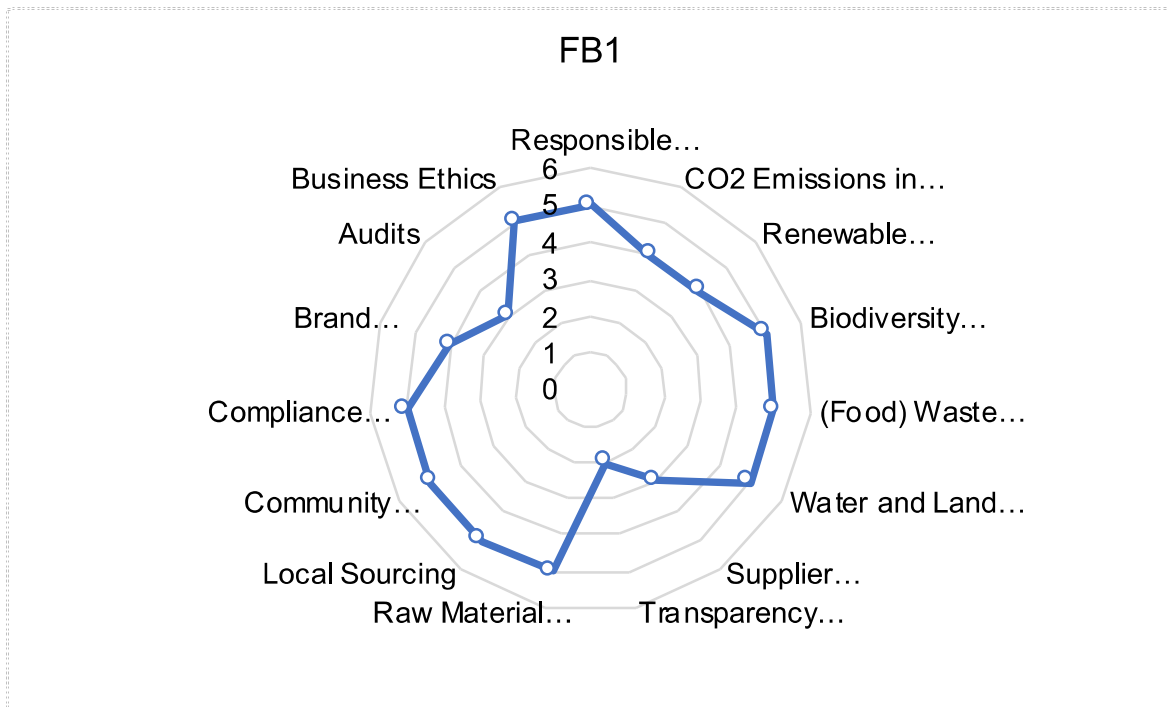 FB1
Responsible…
CO2 Emissions in…
Renewable…
Biodiversity…
(Food) Waste…
Water and Land…
Supplier…
Transparency…
Raw Material…
Local Sourcing
Community…
Compliance…
Brand…
Audits
Business Ethics
6
5
4
3
2
1
0